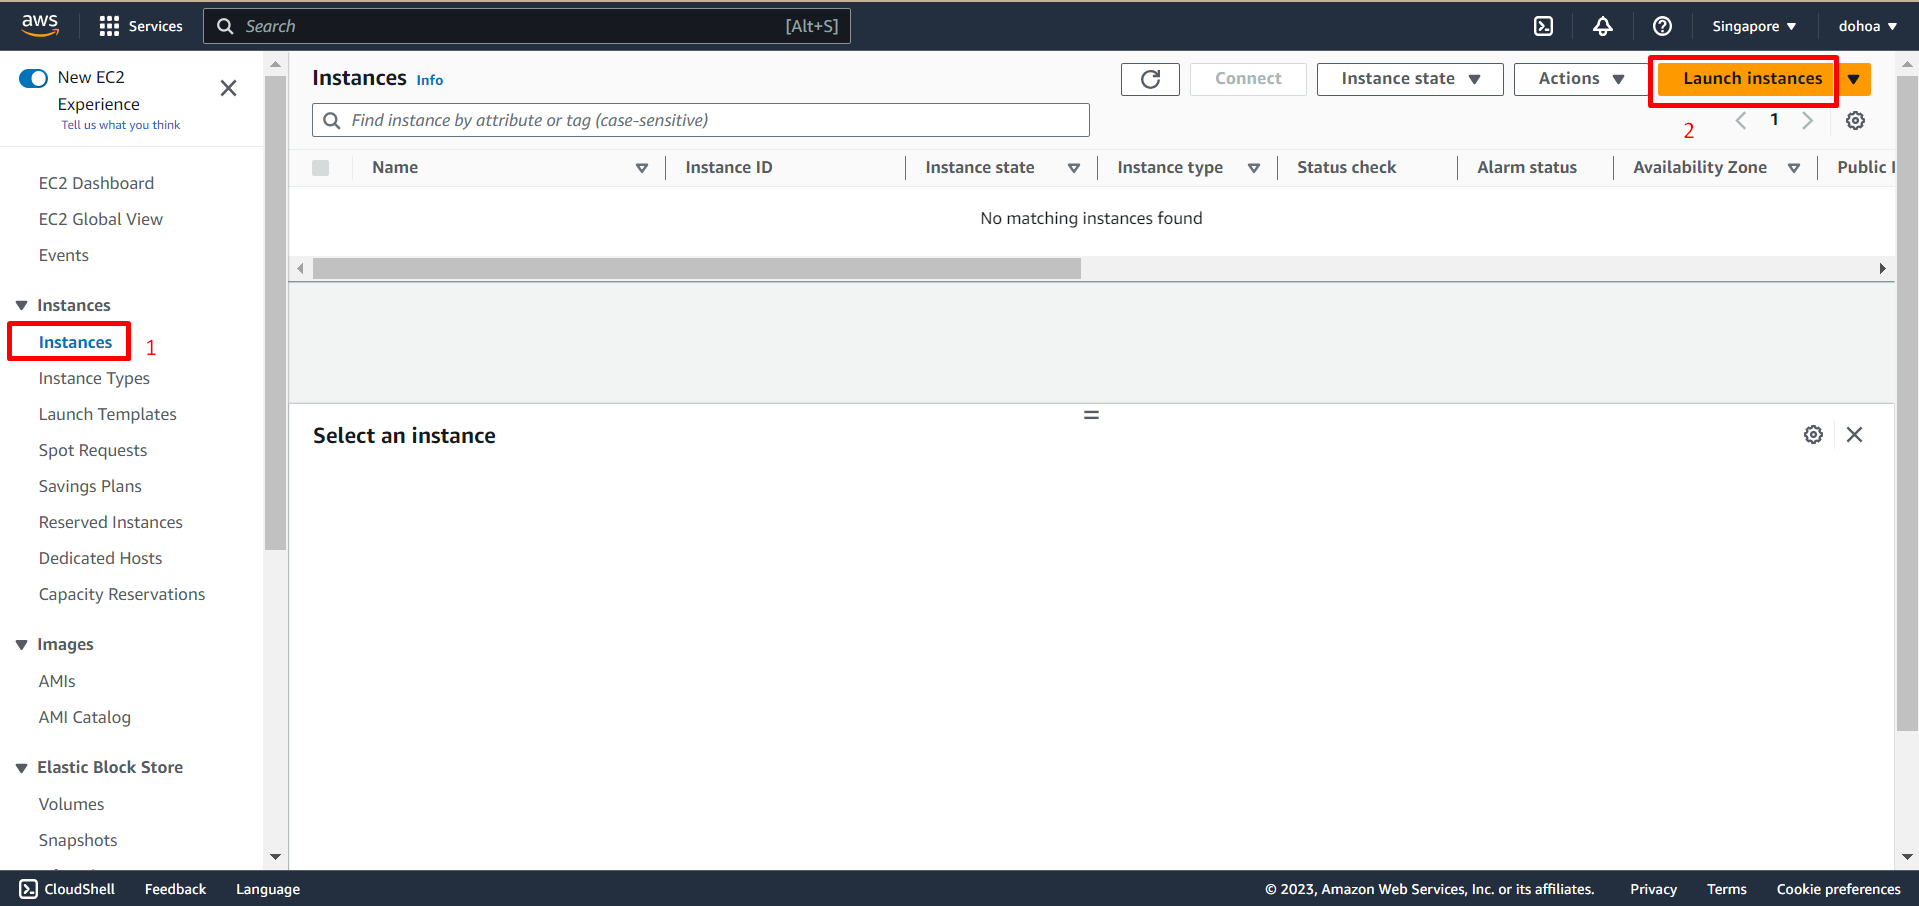 aws
Services
Search
[Alt+S]
Singapore
dohoa
New EC2
Experience
Tell us what you think
EC2 Dashboard
EC2 Global View
Events
Instances
Instances
1
Instance Types
Launch Templates
Spot Requests
Savings Plans
Reserved Instances
Dedicated Hosts
Capacity Reservations
Images
AMIs
AMI Catalog
Elastic Block Store
Volumes
Snapshots
Instances Info
Connect
Instance state
Actions
Launch instances
Find instance by attribute or tag (case-sensitive)
2
1
Name
Instance ID
Instance state
Instance type
Status check
Alarm status
Availability Zone
Public I
No matching instances found
Select an instance
CloudShell
Feedback
Language
© 2023, Amazon Web Services, Inc. or its affiliates.
Privacy
Terms
Cookie preferences